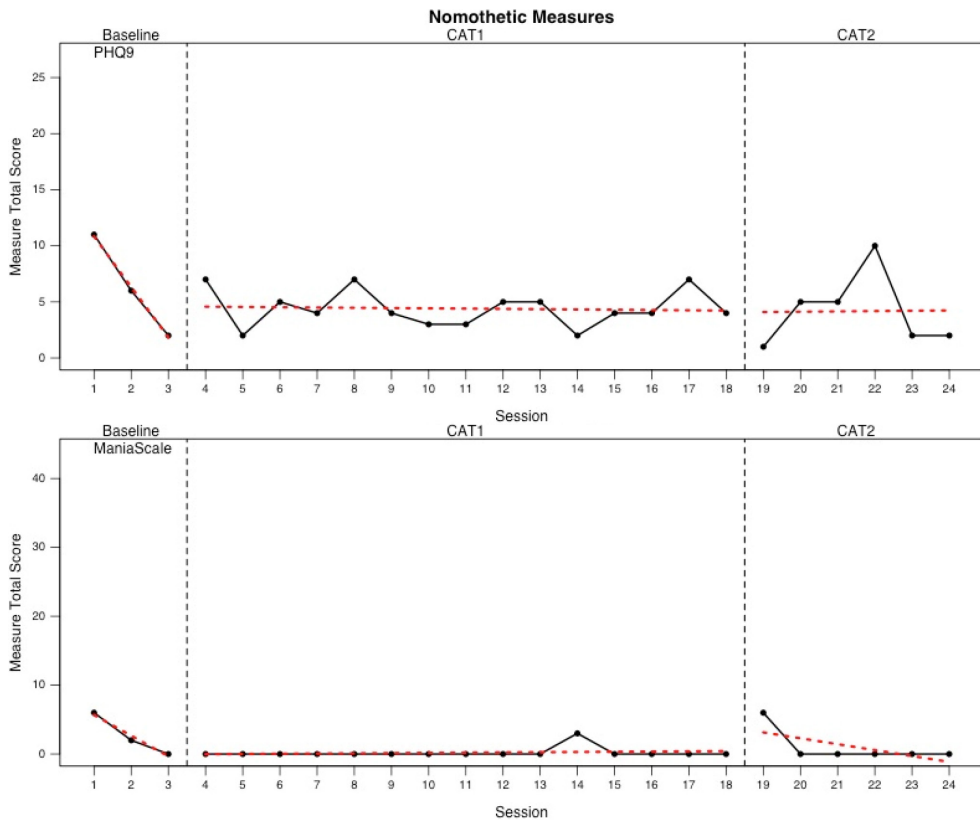 Nomothetic Measures
Baseline CAT1 CAT2
PHQ9
25
20
15
10
5
0
Measure Total Score
1 2 3 4 5 6 7 8 9 10 11 12 13 14 15 16 17 18 19 20 21 22 23 24
Session
Baseline CAT1 CAT2
ManiaScale
40
30
20
10
0
Measure Total Score
1 2 3 4 5 6 7 8 9 10 11 12 13 14 15 16 17 18 19 20 21 22 23 24
Session